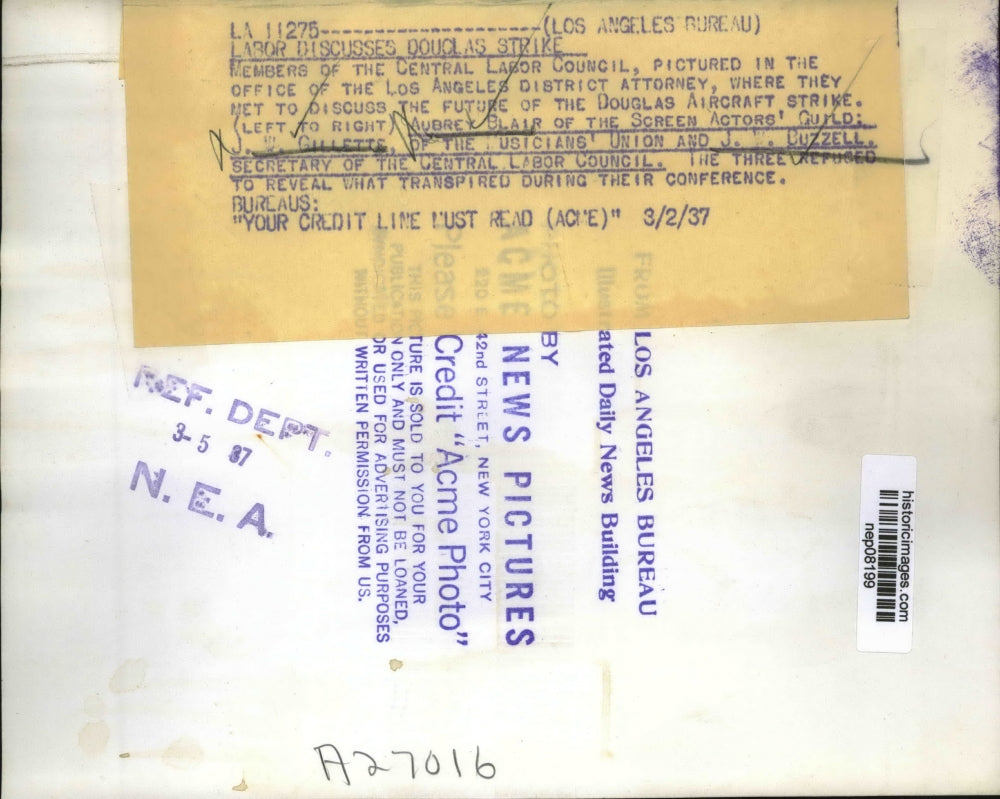 LA 11275--------------------(LOS ANGELES BUREAU)
LABOR DISCUSSES DOUGLAS STRIKE
MEMBERS OF THE CENTRAL LABOR COUNCIL, PICTURED IN THE
OFFICE OF THE LOS ANGELES DISTRICT ATTORNEY, WHERE THEY
MET TO DISCUSS THE FUTURE OF THE DOUGLAS AIRCRAFT STRIKE.
(LEFT TO RIGHT) AUBREY BLAIR OF THE SCREEN ACTORS' GUILD;
J. W. GILLETTE OF THE MUSICIANS' UNION AND J. W. BUZZELL.
SECRETARY OF THE CENTRAL LABOR COUNCIL. THE THREE REFUSED
TO REVEAL WHAT TRANSPIRED DURING THEIR CONFERENCE.
BUREAUS:
"YOUR CREDIT LINE MUST READ (ACME)" 3/2/37
FROM LOS ANGELES BUREAU
Illustrated Daily News Building
PHOTO BY
ACME NEWS PICTURES
220 E. 42nd STREET, NEW YORK CITY
Please Credit "Acme Photo"
THIS PICTURE IS SOLD TO YOU FOR YOUR
PUBLICATION ONLY AND MUST NOT BE LOANED,
OR USED FOR ADVERTISING PURPOSES
WITHOUT WRITTEN PERMISSION FROM US.
REF. DEPT.
3-5 37
N. E. A.
historicimages.com
nep08199
A27016